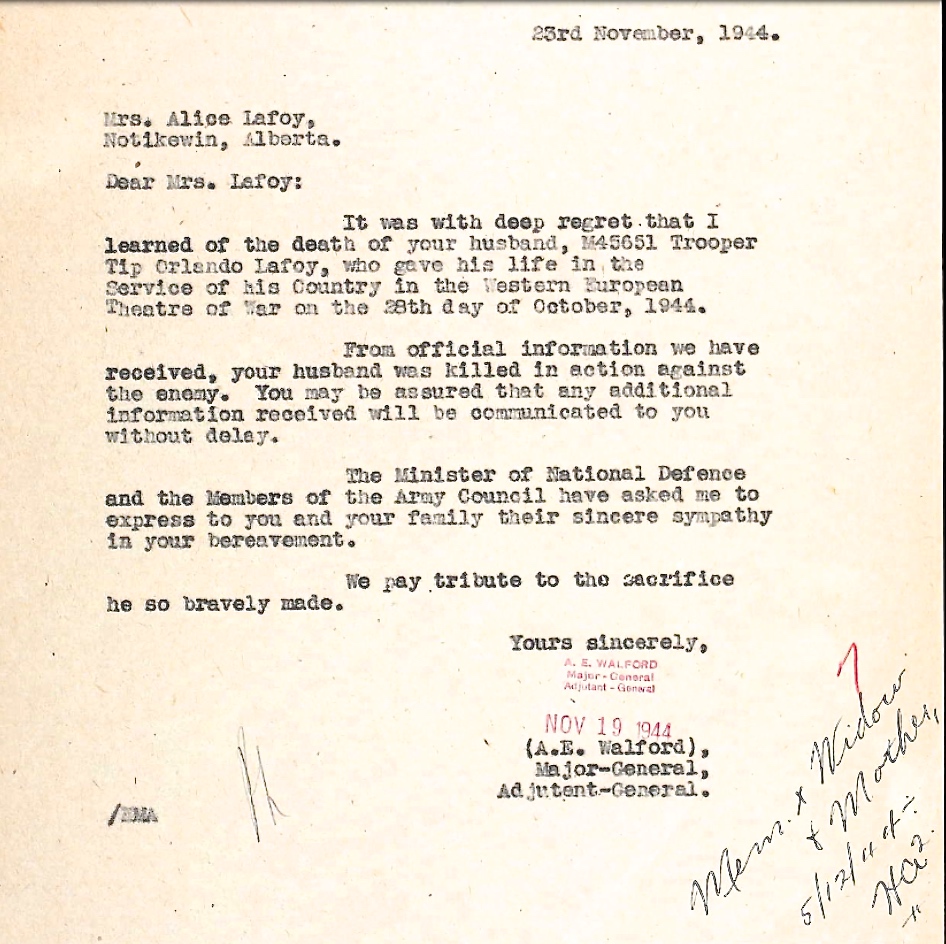 23rd November, 1944.
Mrs. Alice Lafoy,
Notikewin, Alberta.
Dear Mrs. Lafoy:
It was with deep regret that I
learned of the death of your husband, M45651 Trooper
Tip Orlando Lafoy, who gave his life in the
Service of his Country in the Western European
Theatre of War on the 28th day of October, 1944.
From official information we have
received, your husband was killed in action against
the enemy. You may be assured that any additional
information received will be communicated to you
without delay.
The Minister of National Defence
and the Members of the Army Council have asked me to
express to you and your family their sincere sympathy
in your bereavement.
We pay tribute to the sacrifice
he so bravely made.
Yours sincerely,
A. E. WALFORD
Major - General
Adjutant - General
NOV 19 1944
(A.E. Walford),
Major-General,
Adjutent-General.
Mem. x Widow
& Mother,
5/12/44